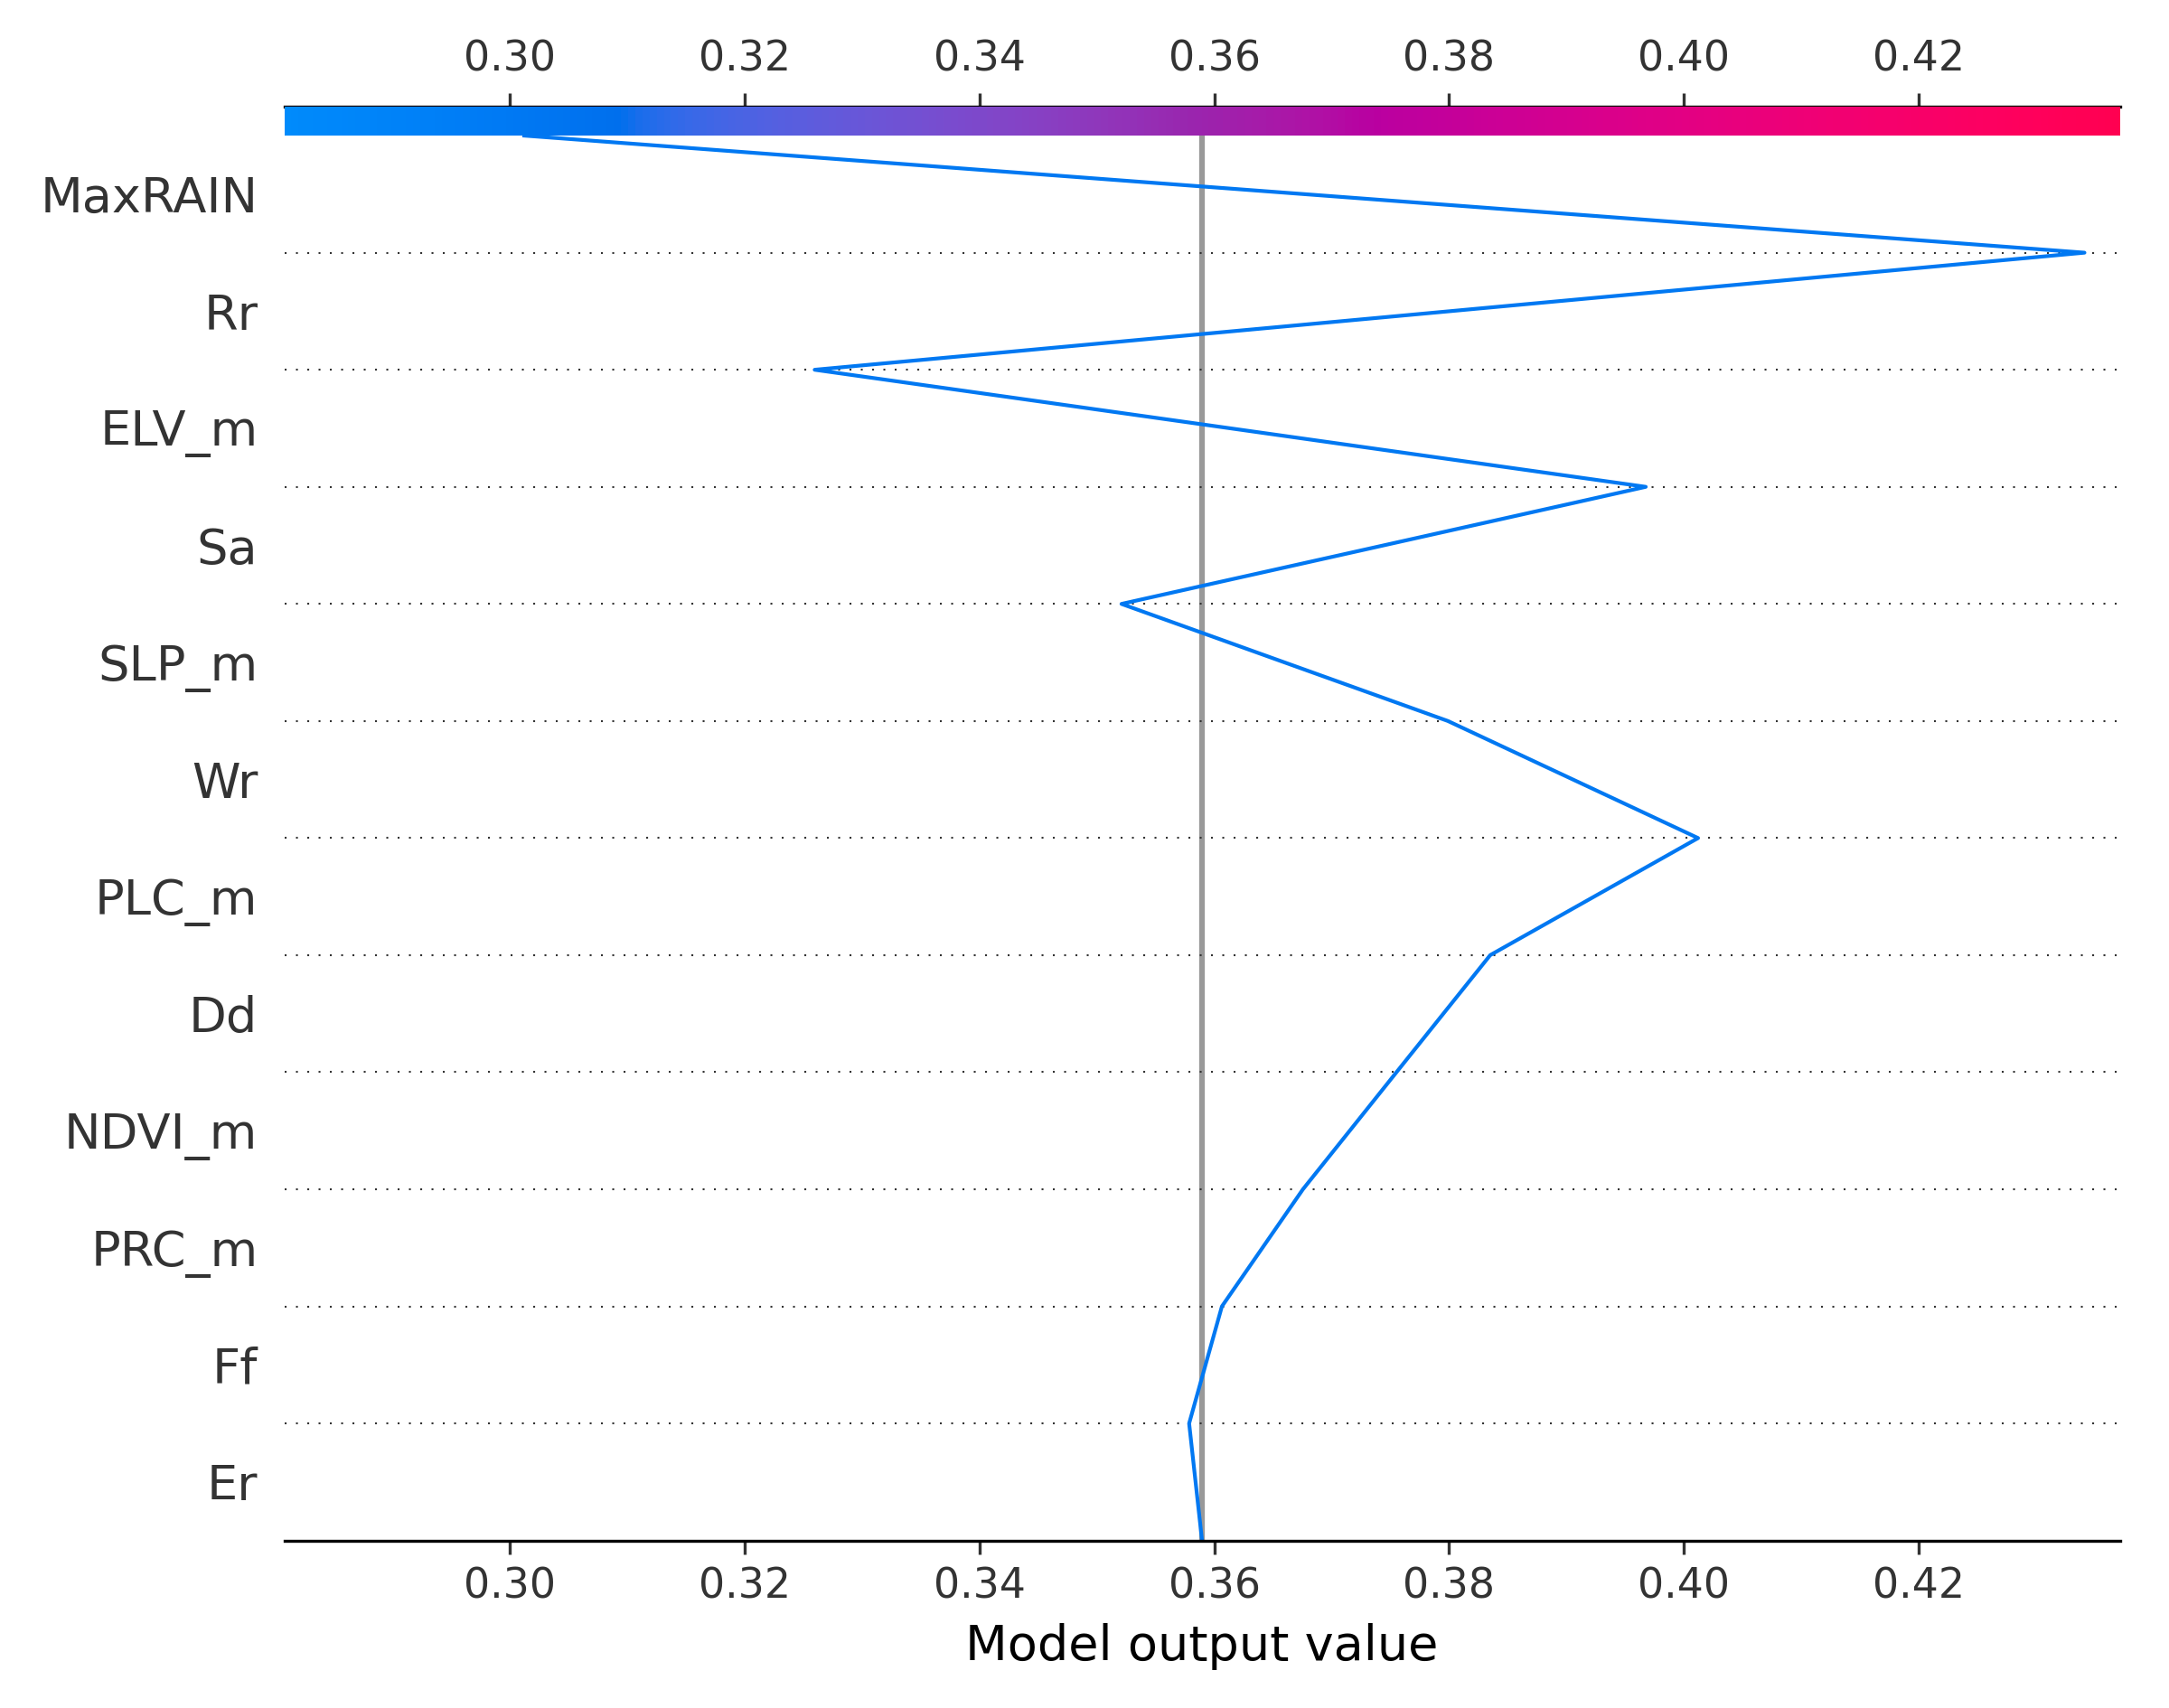 0.30 0.32 0.34 0.36 0.38 0.40 0.42
MaxRAIN
Rr
ELV_m
Sa
SLP_m
Wr
PLC_m
Dd
NDVI_m
PRC_m
Ff
Er
0.30 0.32 0.34 0.36 0.38 0.40 0.42
Model output value